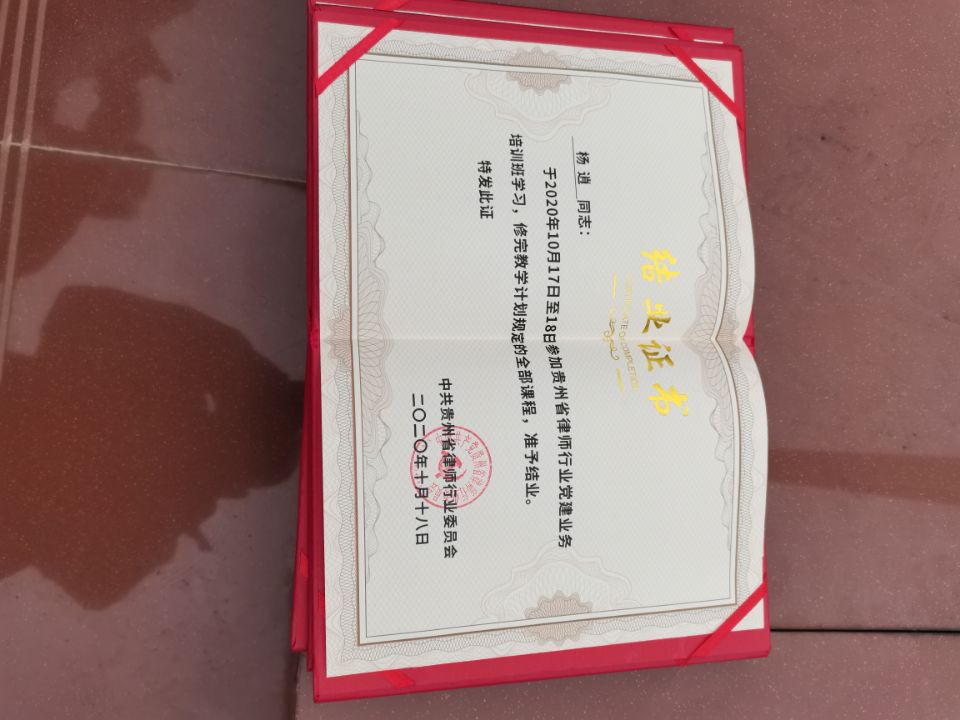 结业证书
CERTIFICATE OF COMPLETION
杨逍 同志：
于2020年10月17日至18日参加贵州省律师行业党建业务
培训班学习，修完教学计划规定的全部课程，准予结业。
特发此证
中共贵州省律师行业委员会
二〇二〇年十月十八日